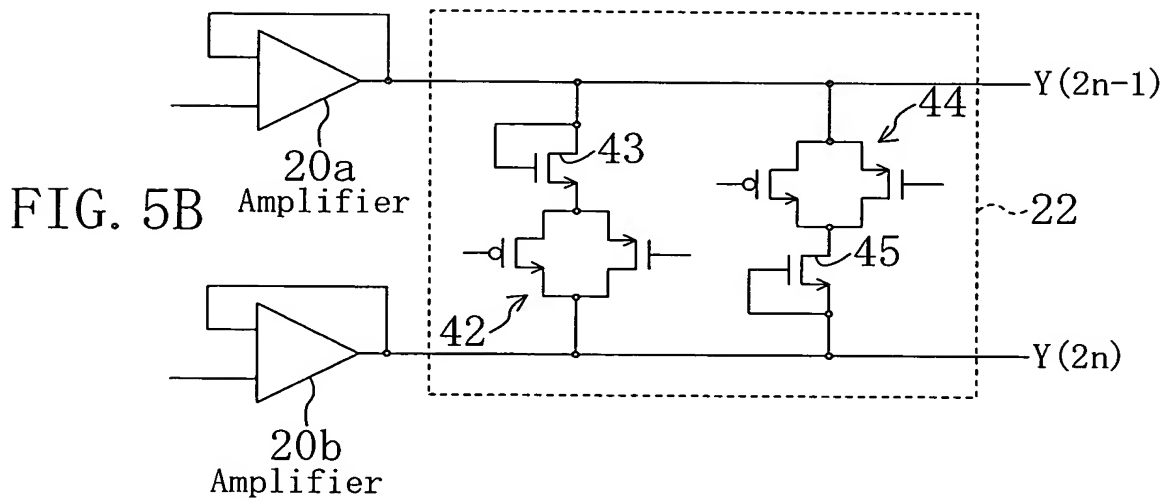 Y(2n-1)
44
43
20a
Amplifier
FIG. 5B
22
45
42
Y(2n)
20b
Amplifier